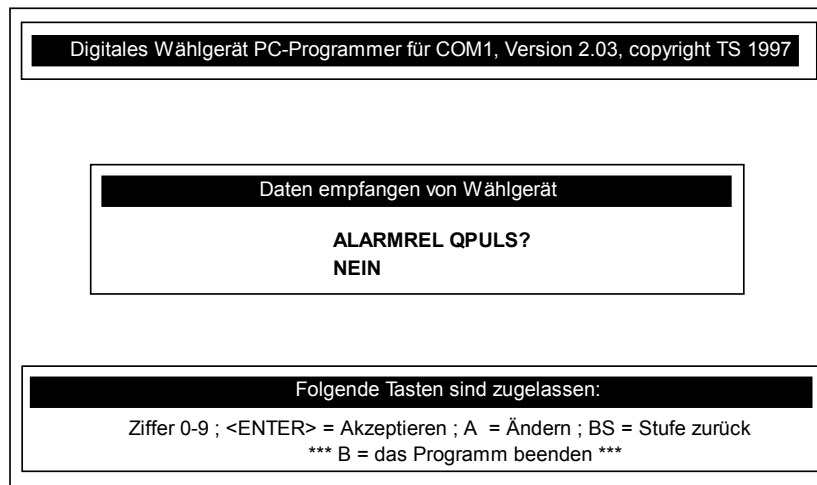 Digitales Wählgerät PC-Programmer für COM1, Version 2.03, copyright TS 1997
Daten empfangen von Wählgerät
ALARMREL QPULS?
NEIN
Folgende Tasten sind zugelassen:
Ziffer 0-9 ; <ENTER> = Akzeptieren ; A = Ändern ; BS = Stufe zurück
*** B = das Programm beenden ***